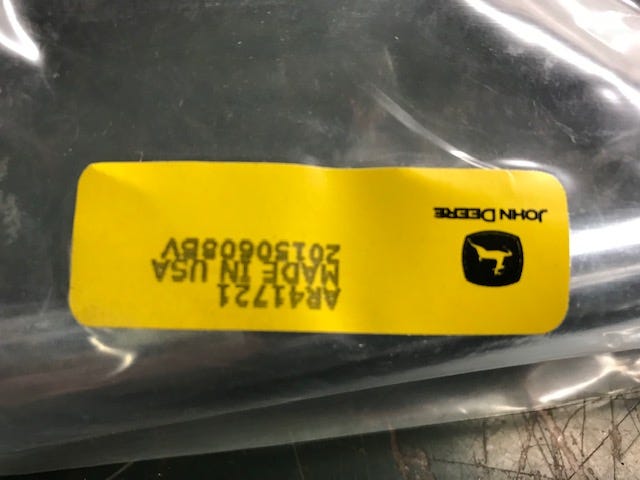 AR41721
MADE IN USA
20150608BV
JOHN DEERE